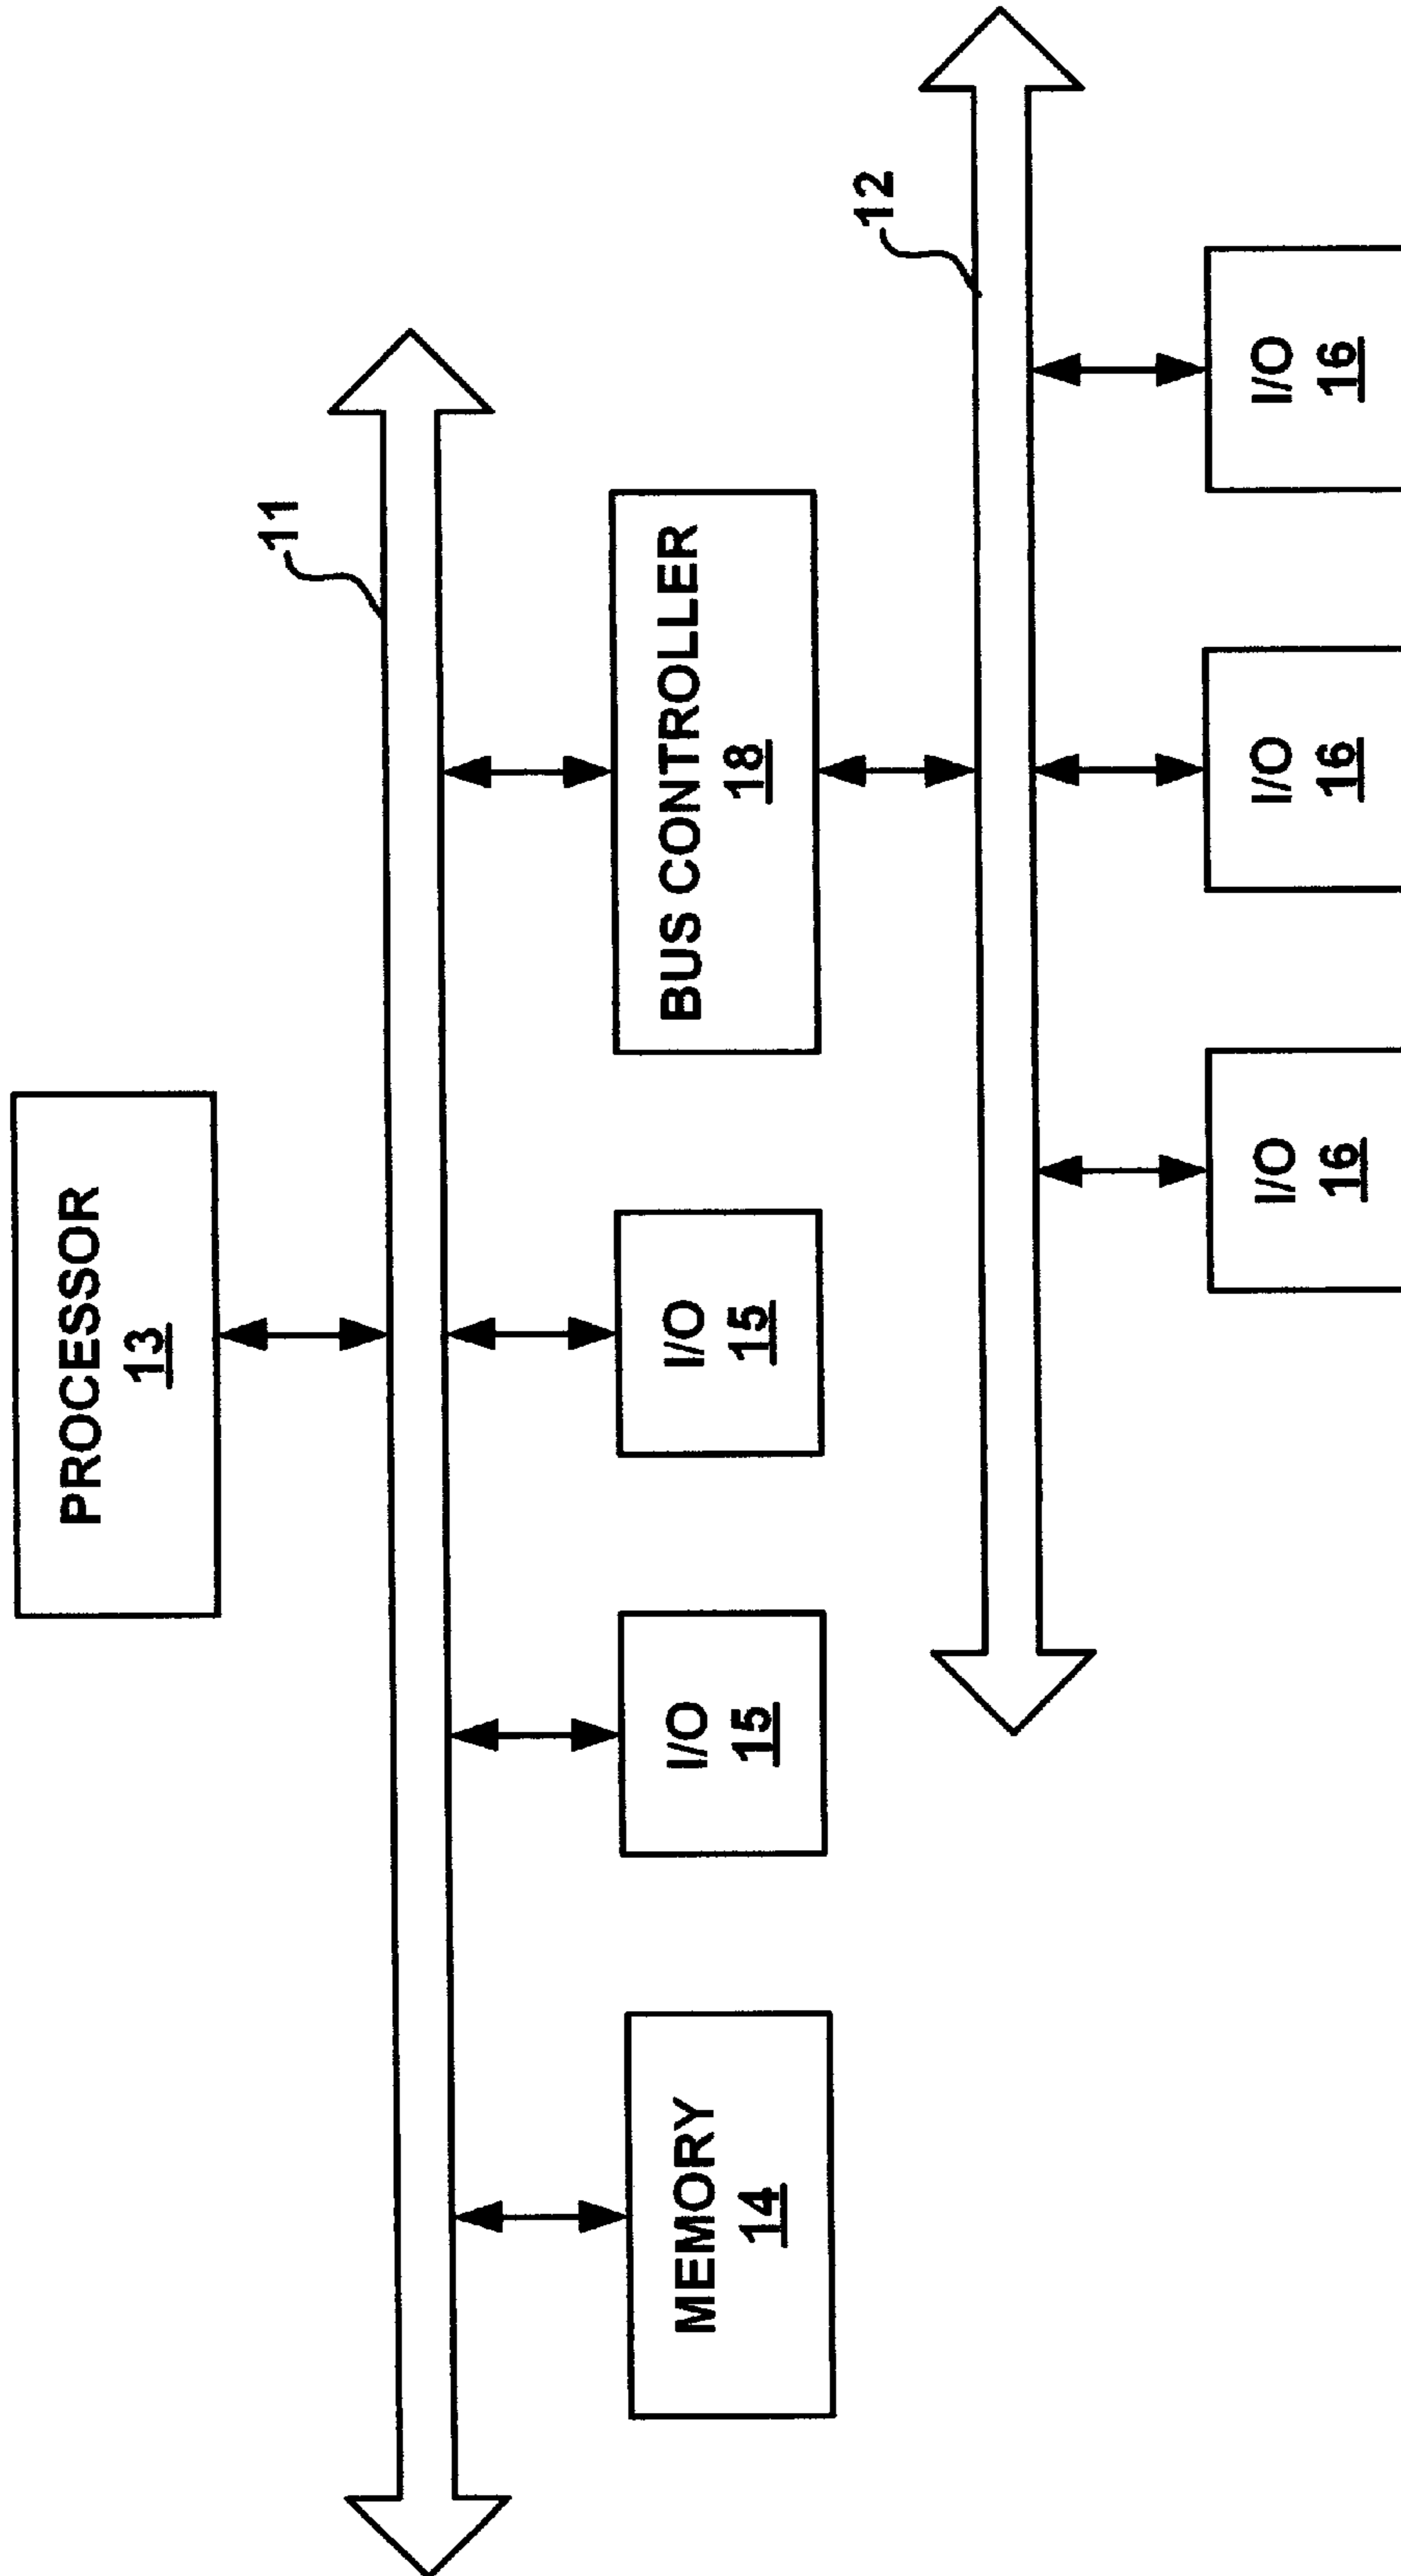 PROCESSOR
13
11
MEMORY
14
I/O
15
I/O
15
BUS CONTROLLER
18
12
I/O
16
I/O
16
I/O
16